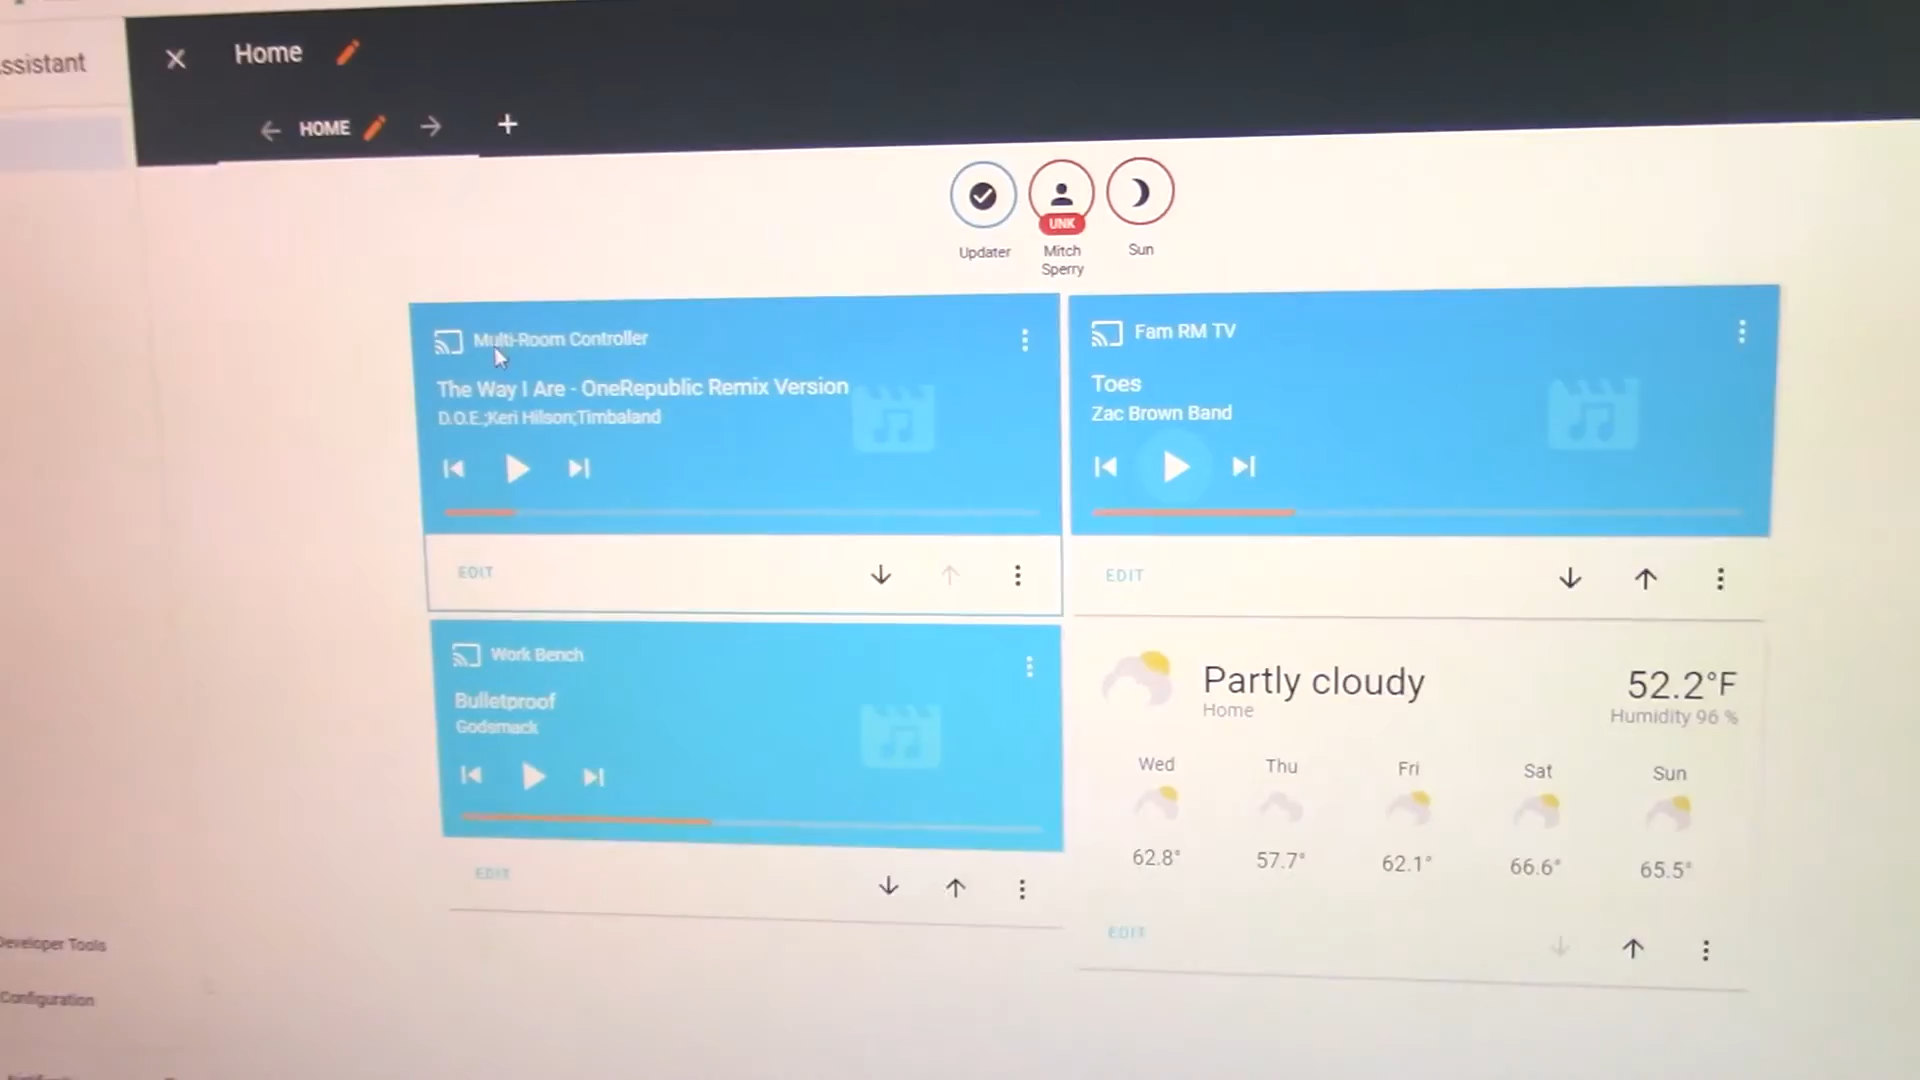 ssistant
Home
HOME
UNK
Updater
Mitch
Sperry
Sun
Multi-Room Controller
The Way I Are - OneRepublic Remix Version
D.O.E.;Keri Hilson;Timbaland
EDIT
Fam RM TV
Toes
Zac Brown Band
EDIT
Work Bench
Bulletproof
Godsmack
EDIT
Partly cloudy
Home
52.2°F
Humidity 96 %
Wed Thu Fri Sat Sun
62.8° 57.7° 62.1° 66.6° 65.5°
EDIT
Developer Tools
Configuration